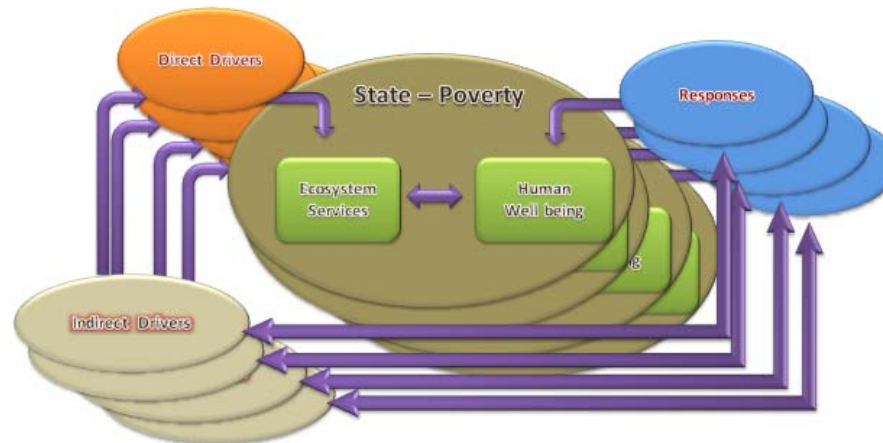 Direct Drivers
State – Poverty
Responses
Ecosystem
Services
Human
Well being
Indirect Drivers